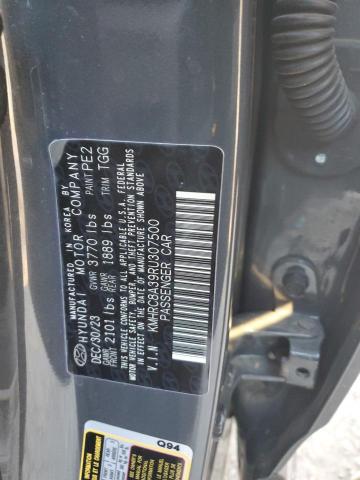 MANUFACTURED IN KOREA BY
HYUNDAI MOTOR COMPANY
DEC/30/23 GVWR 3770 lbs PAINT PE2
GAWR FRONT 2101 lbs GAWR REAR 1889 lbs TRIM TGG
THIS VEHICLE CONFORMS TO ALL APPLICABLE U.S.A. FEDERAL
MOTOR VEHICLE SAFETY, BUMPER, AND THEFT PREVENTION
STANDARDS IN EFFECT ON THE DATE OF MANUFACTURE
SHOWN ABOVE.
V.I.N KMHRC8A39RU307500
PASSENGER CAR
Q94